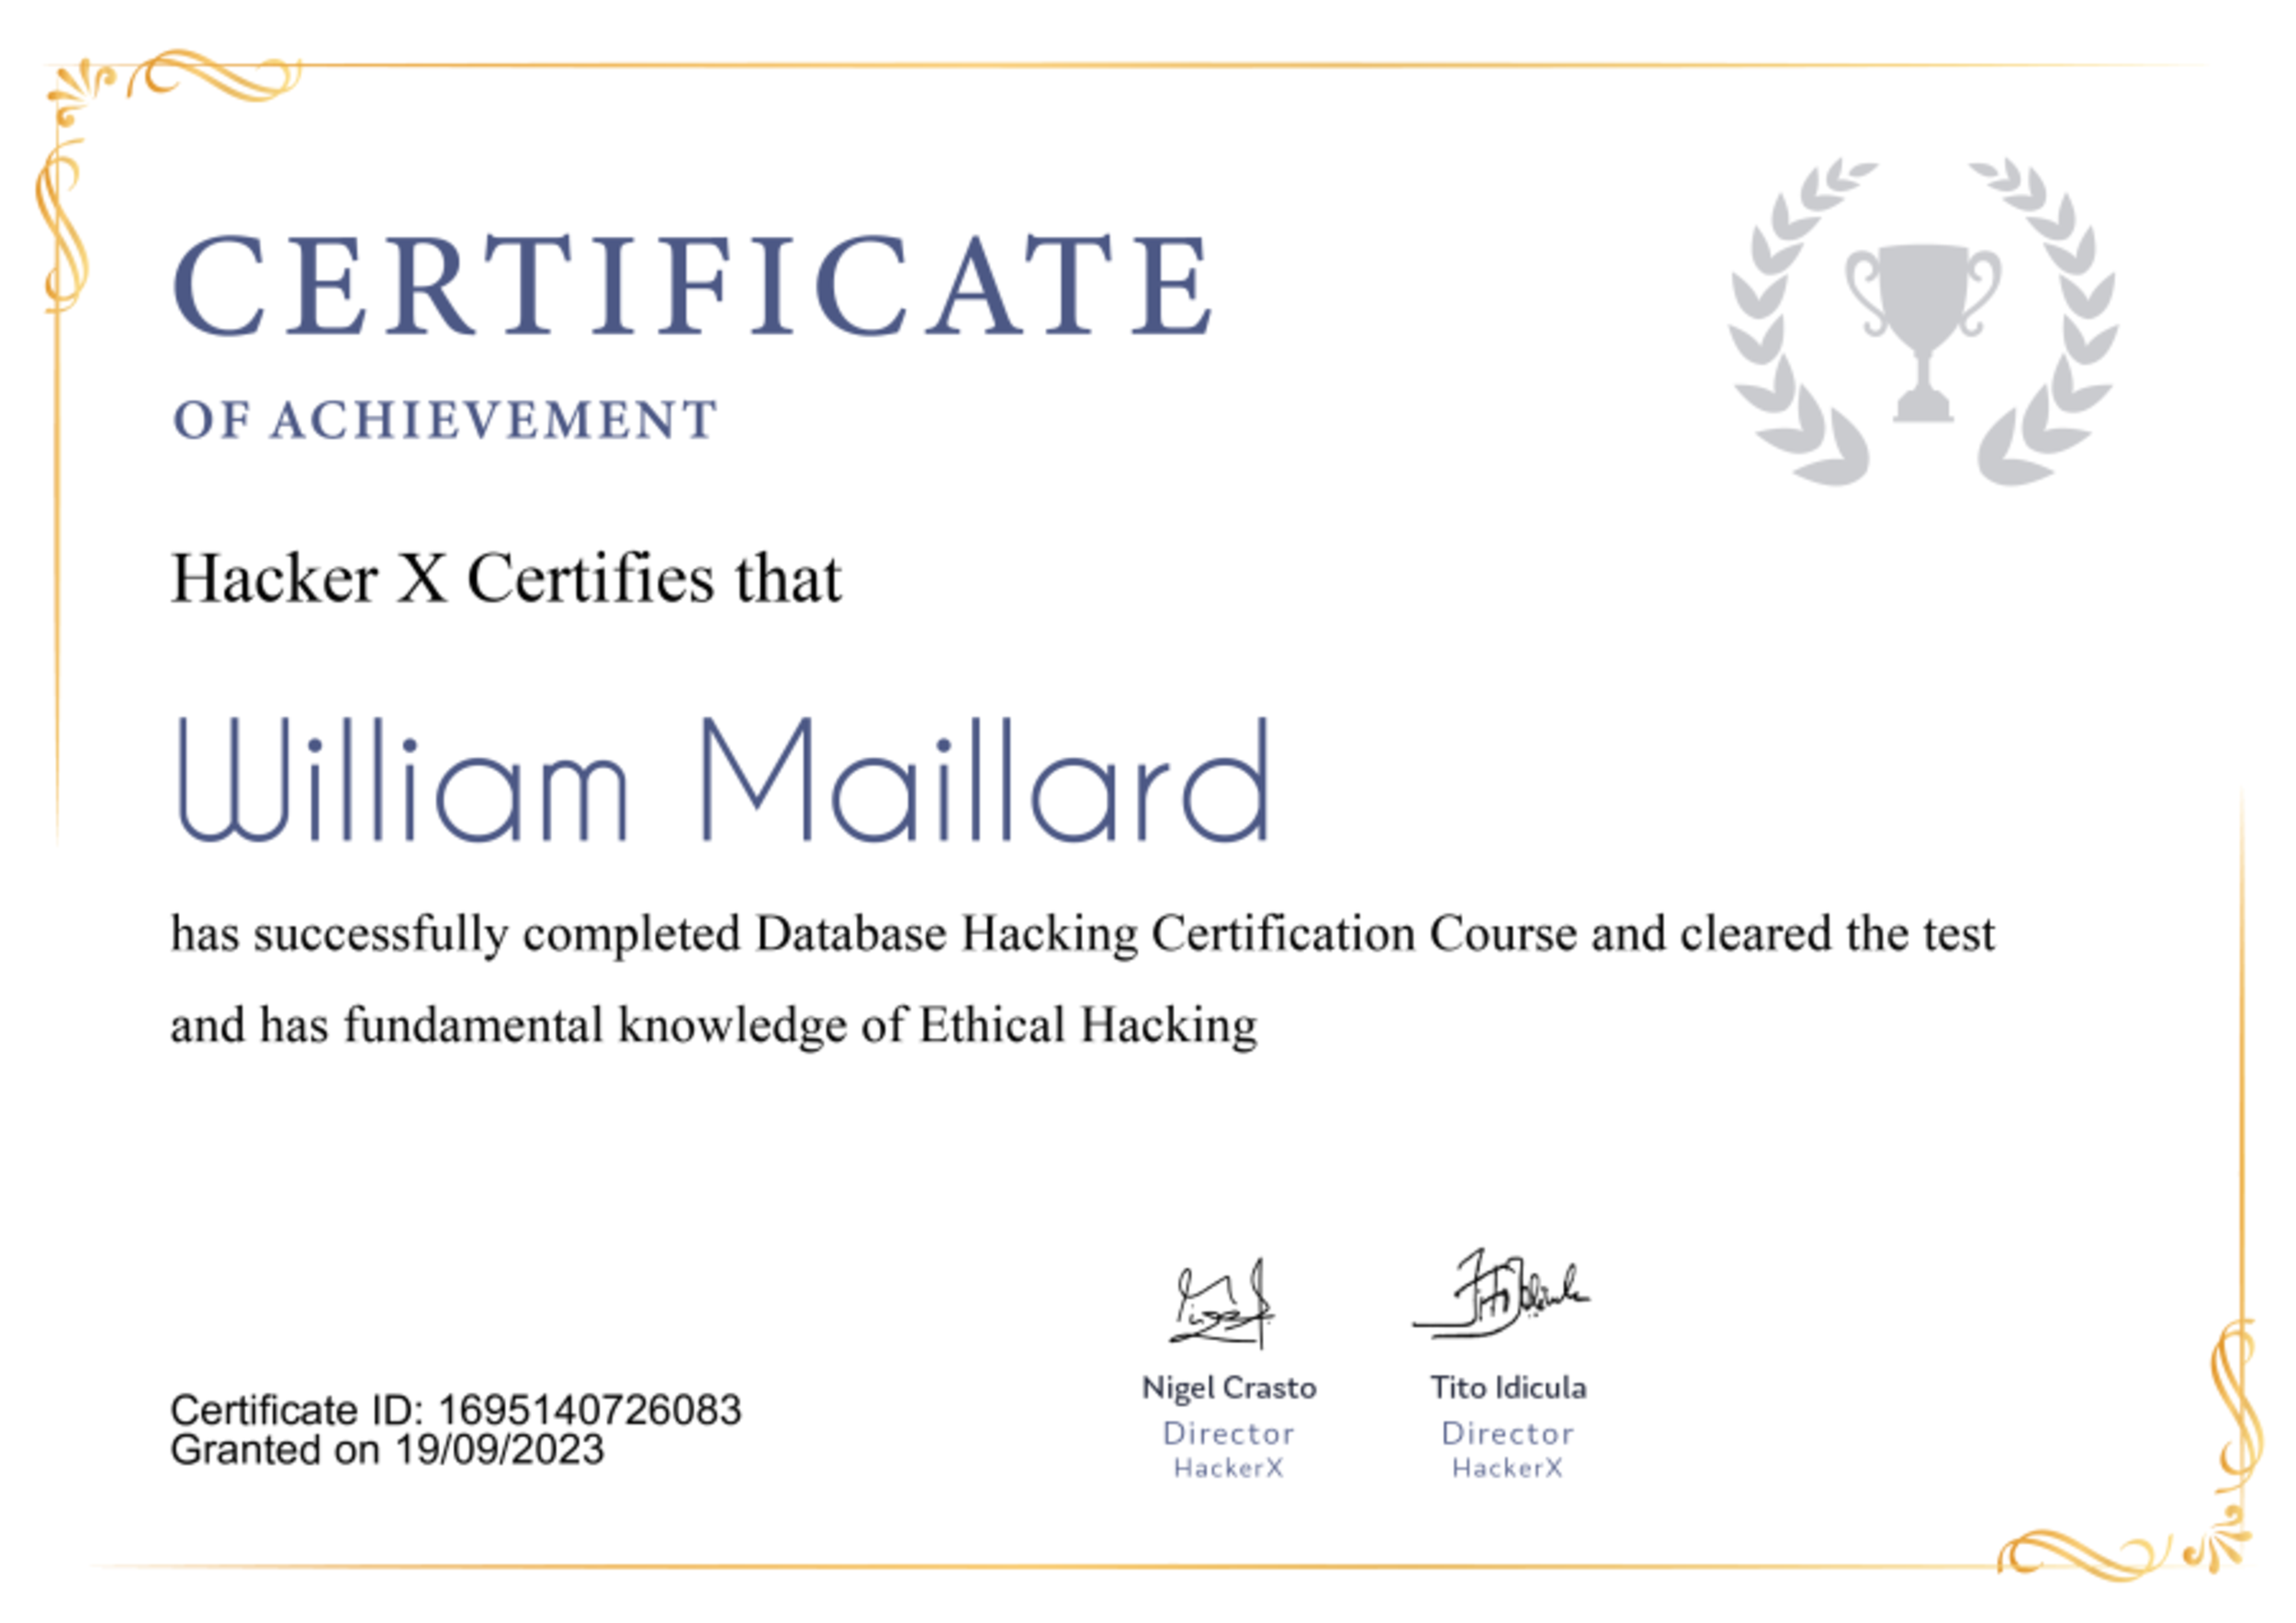 CERTIFICATE
OF ACHIEVEMENT
Hacker X Certifies that
William Maillard
has successfully completed Database Hacking Certification Course and cleared the test
and has fundamental knowledge of Ethical Hacking
Certificate ID: 1695140726083
Granted on 19/09/2023
Nigel Crasto
Director
HackerX
Tito Idicula
Director
HackerX